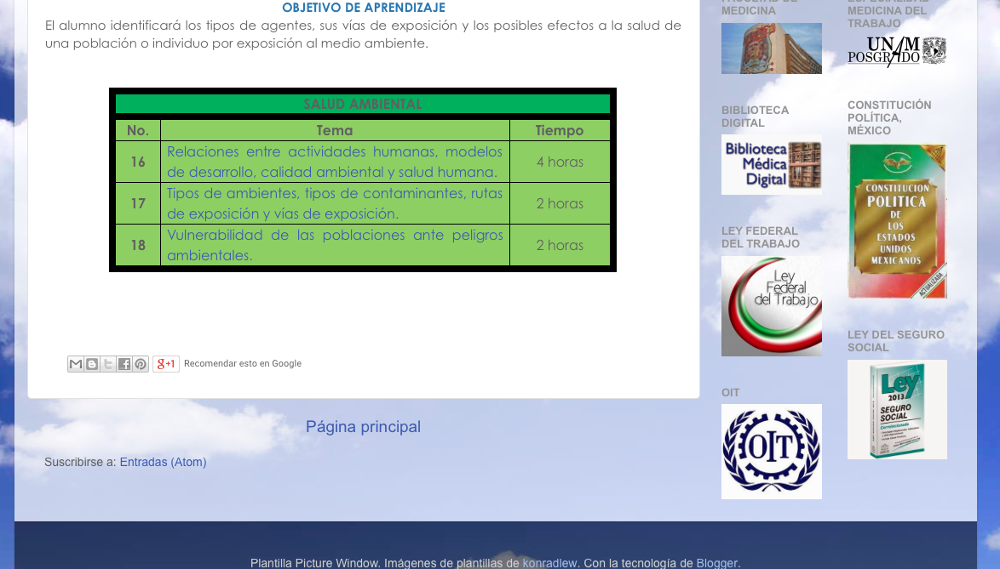 OBJETIVO DE APRENDIZAJE
El alumno identificará los tipos de agentes, sus vías de exposición y los posibles efectos a la salud de
una población o individuo por exposición al medio ambiente.
SALUD AMBIENTAL
No. Tema Tiempo
16 Relaciones entre actividades humanas, modelos
de desarrollo, calidad ambiental y salud humana. 4 horas
17 Tipos de ambientes, tipos de contaminantes, rutas
de exposición y vías de exposición. 2 horas
18 Vulnerabilidad de las poblaciones ante peligros
ambientales. 2 horas
g+1 Recomendar esto en Google
Página principal
Suscribirse a: Entradas (Atom)
FACULTAD DE
MEDICINA
BIBLIOTECA
DIGITAL
Biblioteca
Médica
Digital
LEY FEDERAL
DEL TRABAJO
Ley
Federal
del Trabajo
OIT
OIT
ESPECIALIDAD
MEDICINA DEL
TRABAJO
UNAM
POSGRADO
CONSTITUCIÓN
POLÍTICA,
MÉXICO
CONSTITUCION
POLITICA
DE
LOS
ESTADOS
UNIDOS
MEXICANOS
ACTUALIZADA
LEY DEL SEGURO
SOCIAL
Ley
2013
SEGURO
SOCIAL
Plantilla Picture Window. Imágenes de plantillas de konradlew. Con la tecnología de Blogger.